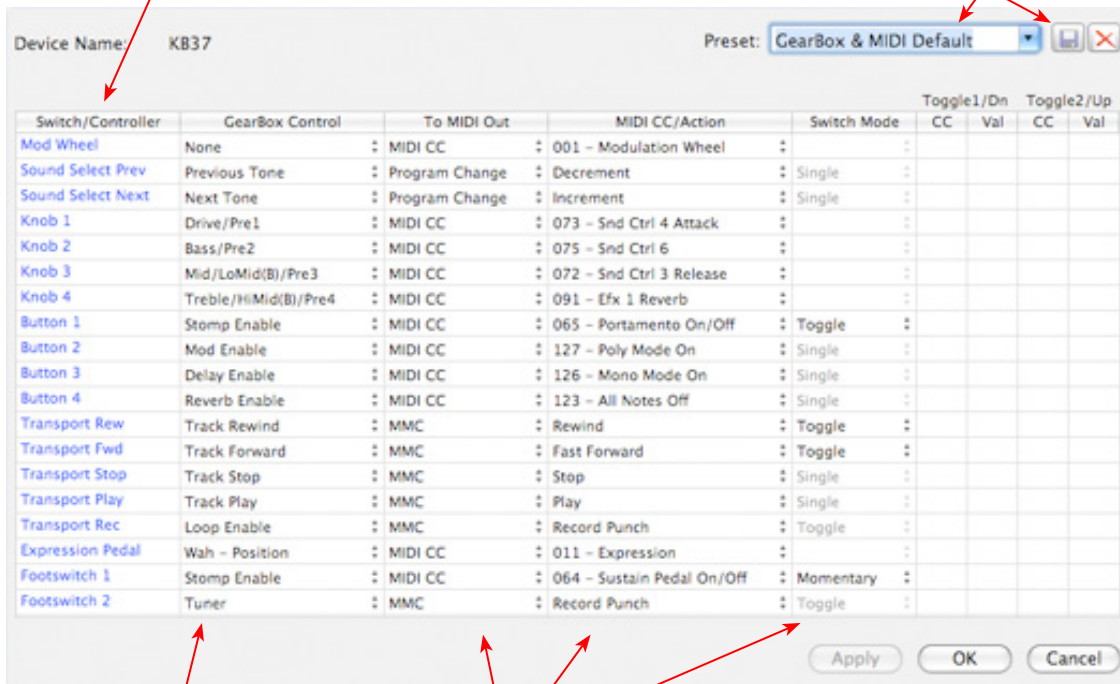 Device Name: KB37 Preset: GearBox & MIDI Default
Toggle1/Dn Toggle2/Up
Switch/Controller GearBox Control To MIDI Out MIDI CC/Action Switch Mode CC Val CC Val
Mod Wheel None MIDI CC 001 - Modulation Wheel
Sound Select Prev Previous Tone Program Change Decrement Single
Sound Select Next Next Tone Program Change Increment Single
Knob 1 Drive/Pre1 MIDI CC 073 - Snd Ctrl 4 Attack
Knob 2 Bass/Pre2 MIDI CC 075 - Snd Ctrl 6
Knob 3 Mid/LoMid(B)/Pre3 MIDI CC 072 - Snd Ctrl 3 Release
Knob 4 Treble/HiMid(B)/Pre4 MIDI CC 091 - Efx 1 Reverb
Button 1 Stomp Enable MIDI CC 065 - Portamento On/Off Toggle
Button 2 Mod Enable MIDI CC 127 - Poly Mode On Single
Button 3 Delay Enable MIDI CC 126 - Mono Mode On Single
Button 4 Reverb Enable MIDI CC 123 - All Notes Off Single
Transport Rew Track Rewind MMC Rewind Toggle
Transport Fwd Track Forward MMC Fast Forward Toggle
Transport Stop Track Stop MMC Stop Single
Transport Play Track Play MMC Play Single
Transport Rec Loop Enable MMC Record Punch Toggle
Expression Pedal Wah - Position MIDI CC 011 - Expression
Footswitch 1 Stomp Enable MIDI CC 064 - Sustain Pedal On/Off Momentary
Footswitch 2 Tuner MMC Record Punch Toggle
Apply OK Cancel